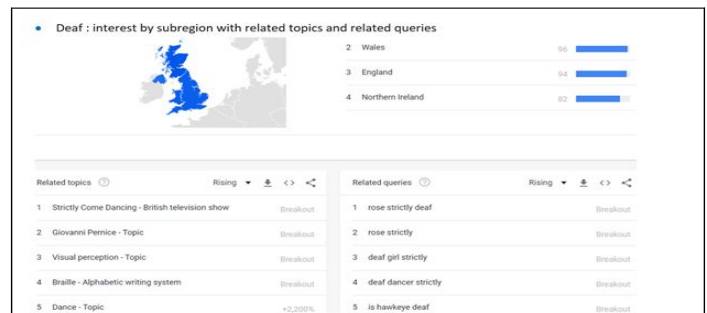 • Deaf : interest by subregion with related topics and related queries
2 Wales 96
3 England 94
4 Northern Ireland 82
Related topics ? Rising
1 Strictly Come Dancing - British television show Breakout
2 Giovanni Pernice - Topic Breakout
3 Visual perception - Topic Breakout
4 Braille - Alphabetic writing system Breakout
5 Dance - Topic +2,200%
Related queries ? Rising
1 rose strictly deaf Breakout
2 rose strictly Breakout
3 deaf girl strictly Breakout
4 deaf dancer strictly Breakout
5 is hawkeye deaf Breakout